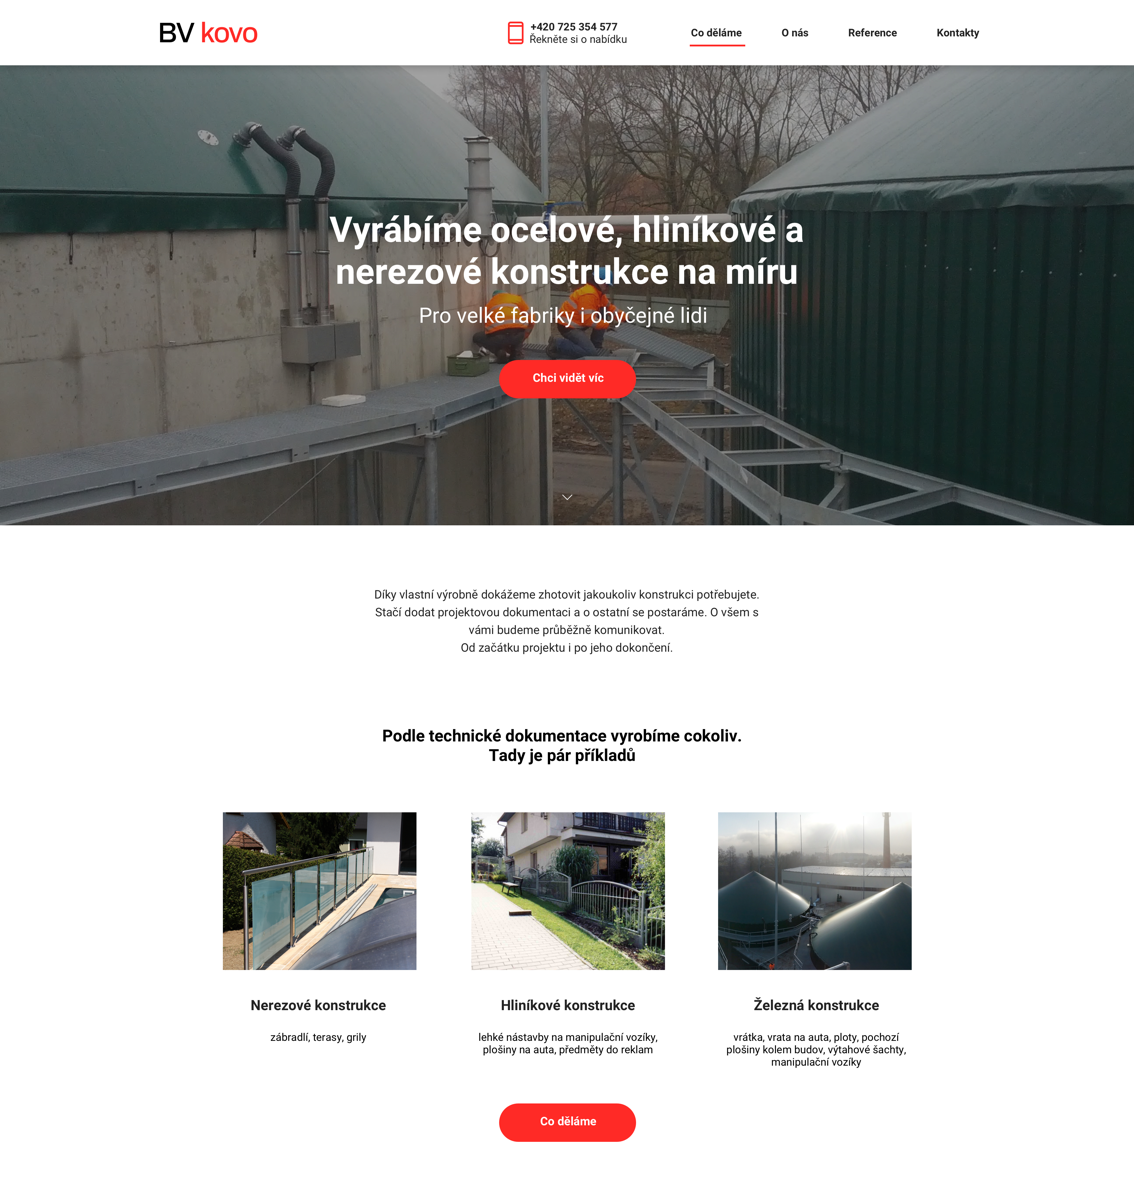 BV kovo
+420 725 354 577
Řekněte si o nabídku
Co děláme
O nás
Reference
Kontakty
Vyrábíme ocelové, hliníkové a
nerezové konstrukce na míru
Pro velké fabriky i obyčejné lidi
Chci vidět víc
Díky vlastní výrobně dokážeme zhotovit jakoukoliv konstrukci potřebujete.
Stačí dodat projektovou dokumentaci a o ostatní se postaráme. O všem s
vámi budeme průběžně komunikovat.
Od začátku projektu i po jeho dokončení.
Podle technické dokumentace vyrobíme cokoliv.
Tady je pár příkladů
Nerezové konstrukce
zábradlí, terasy, grily
Hliníkové konstrukce
lehké nástavby na manipulační vozíky,
plošiny na auta, předměty do reklam
Železná konstrukce
vrátka, vrata na auta, ploty, pochozí
plošiny kolem budov, výtahové šachty,
manipulační vozíky
Co děláme